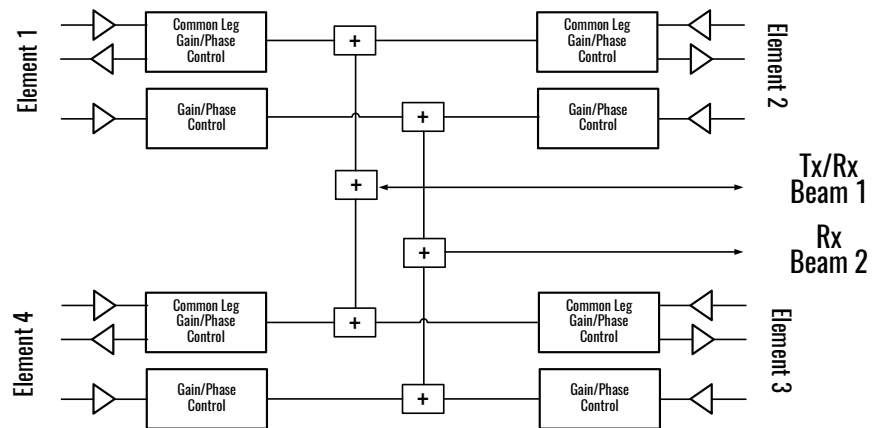 Element 1
Common Leg
Gain/Phase
Control
+
Common Leg
Gain/Phase
Control
Element 2
Gain/Phase
Control
+
Gain/Phase
Control
+
Tx/Rx
Beam 1
+
Rx
Beam 2
Element 4
Common Leg
Gain/Phase
Control
+
Common Leg
Gain/Phase
Control
Element 3
Gain/Phase
Control
+
Gain/Phase
Control